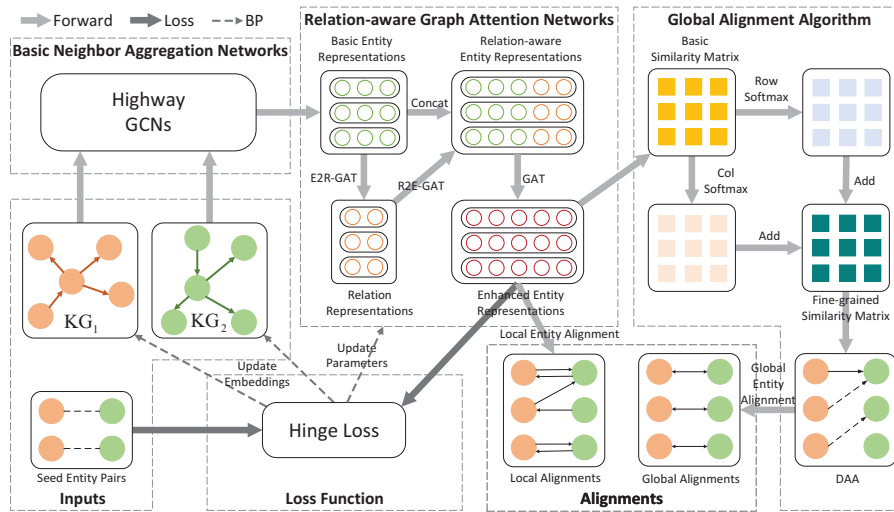 Forward
Loss
BP
Basic Neighbor Aggregation Networks
Highway
GCNs
KG1
KG2
Seed Entity Pairs
Inputs
Relation-aware Graph Attention Networks
Basic Entity
Representations
Relation-aware
Entity Representations
Concat
E2R-GAT
R2E-GAT
GAT
Relation
Representations
Enhanced Entity
Representations
Update
Embeddings
Update
Parameters
Hinge Loss
Loss Function
Global Alignment Algorithm
Basic
Similarity Matrix
Row
Softmax
Col
Softmax
Add
Add
Fine-grained
Similarity Matrix
Local Entity Alignment
Global
Entity
Alignment
Local Alignments
Global Alignments
DAA
Alignments